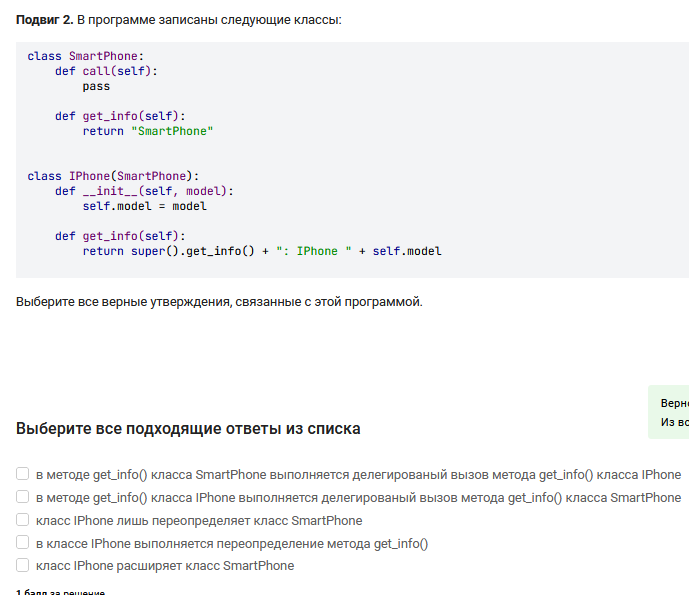 Подвиг 2. В программе записаны следующие классы:
class SmartPhone:
    def call(self):
        pass

    def get_info(self):
        return "SmartPhone"


class IPhone(SmartPhone):
    def __init__(self, model):
        self.model = model

    def get_info(self):
        return super().get_info() + ": IPhone " + self.model
Выберите все верные утверждения, связанные с этой программой.
Верн
Из вс
Выберите все подходящие ответы из списка
в методе get_info() класса SmartPhone выполняется делегированый вызов метода get_info() класса IPhone
в методе get_info() класса IPhone выполняется делегированый вызов метода get_info() класса SmartPhone
класс IPhone лишь переопределяет класс SmartPhone
в классе IPhone выполняется переопределение метода get_info()
класс IPhone расширяет класс SmartPhone
1 балл за решение